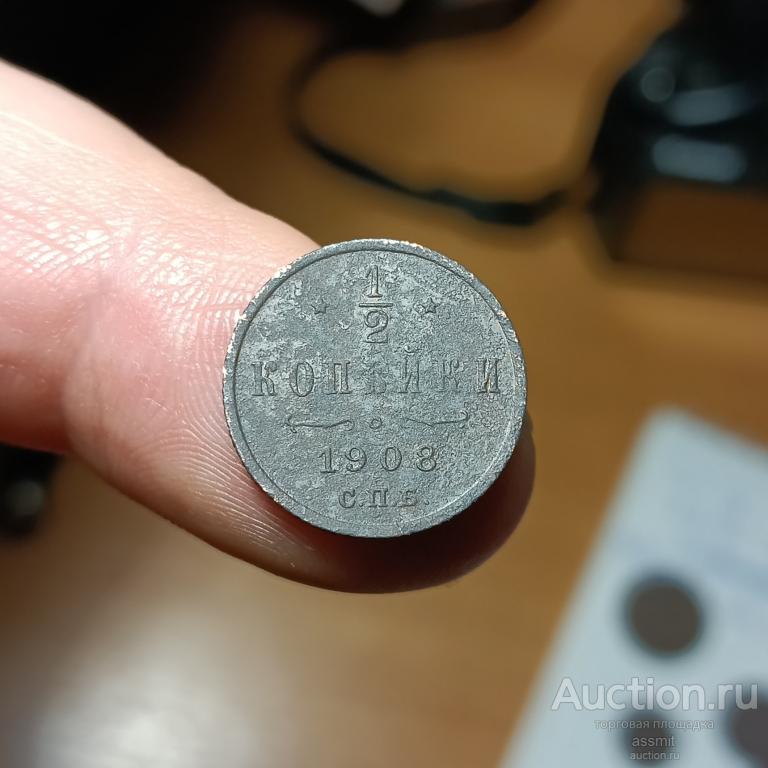 1
2
КОПѢЙКИ
1908
С.П.Б.
Auction.ru
торговая площадка
assmit
auction.ru